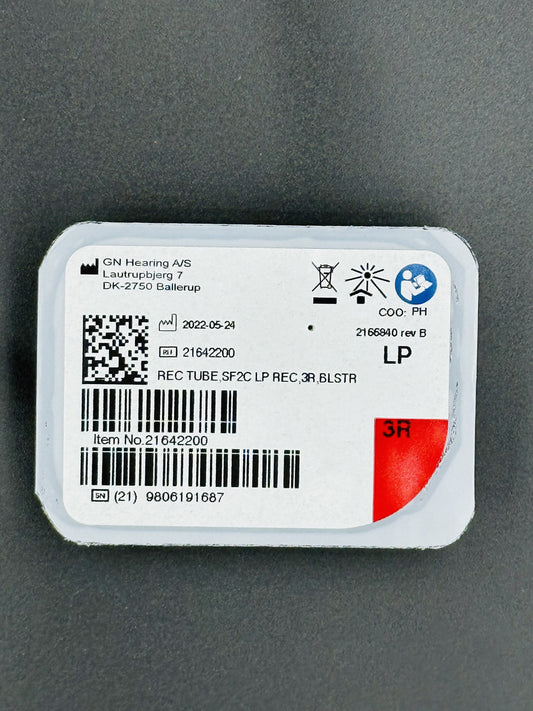 GN Hearing A/S
Lautrupbjerg 7
DK-2750 Ballerup
COO: PH
2022-05-24
2166840 rev B
REF 21642200
LP
REC TUBE,SF2C LP REC,3R,BLSTR
3R
Item No.21642200
SN (21) 9806191687